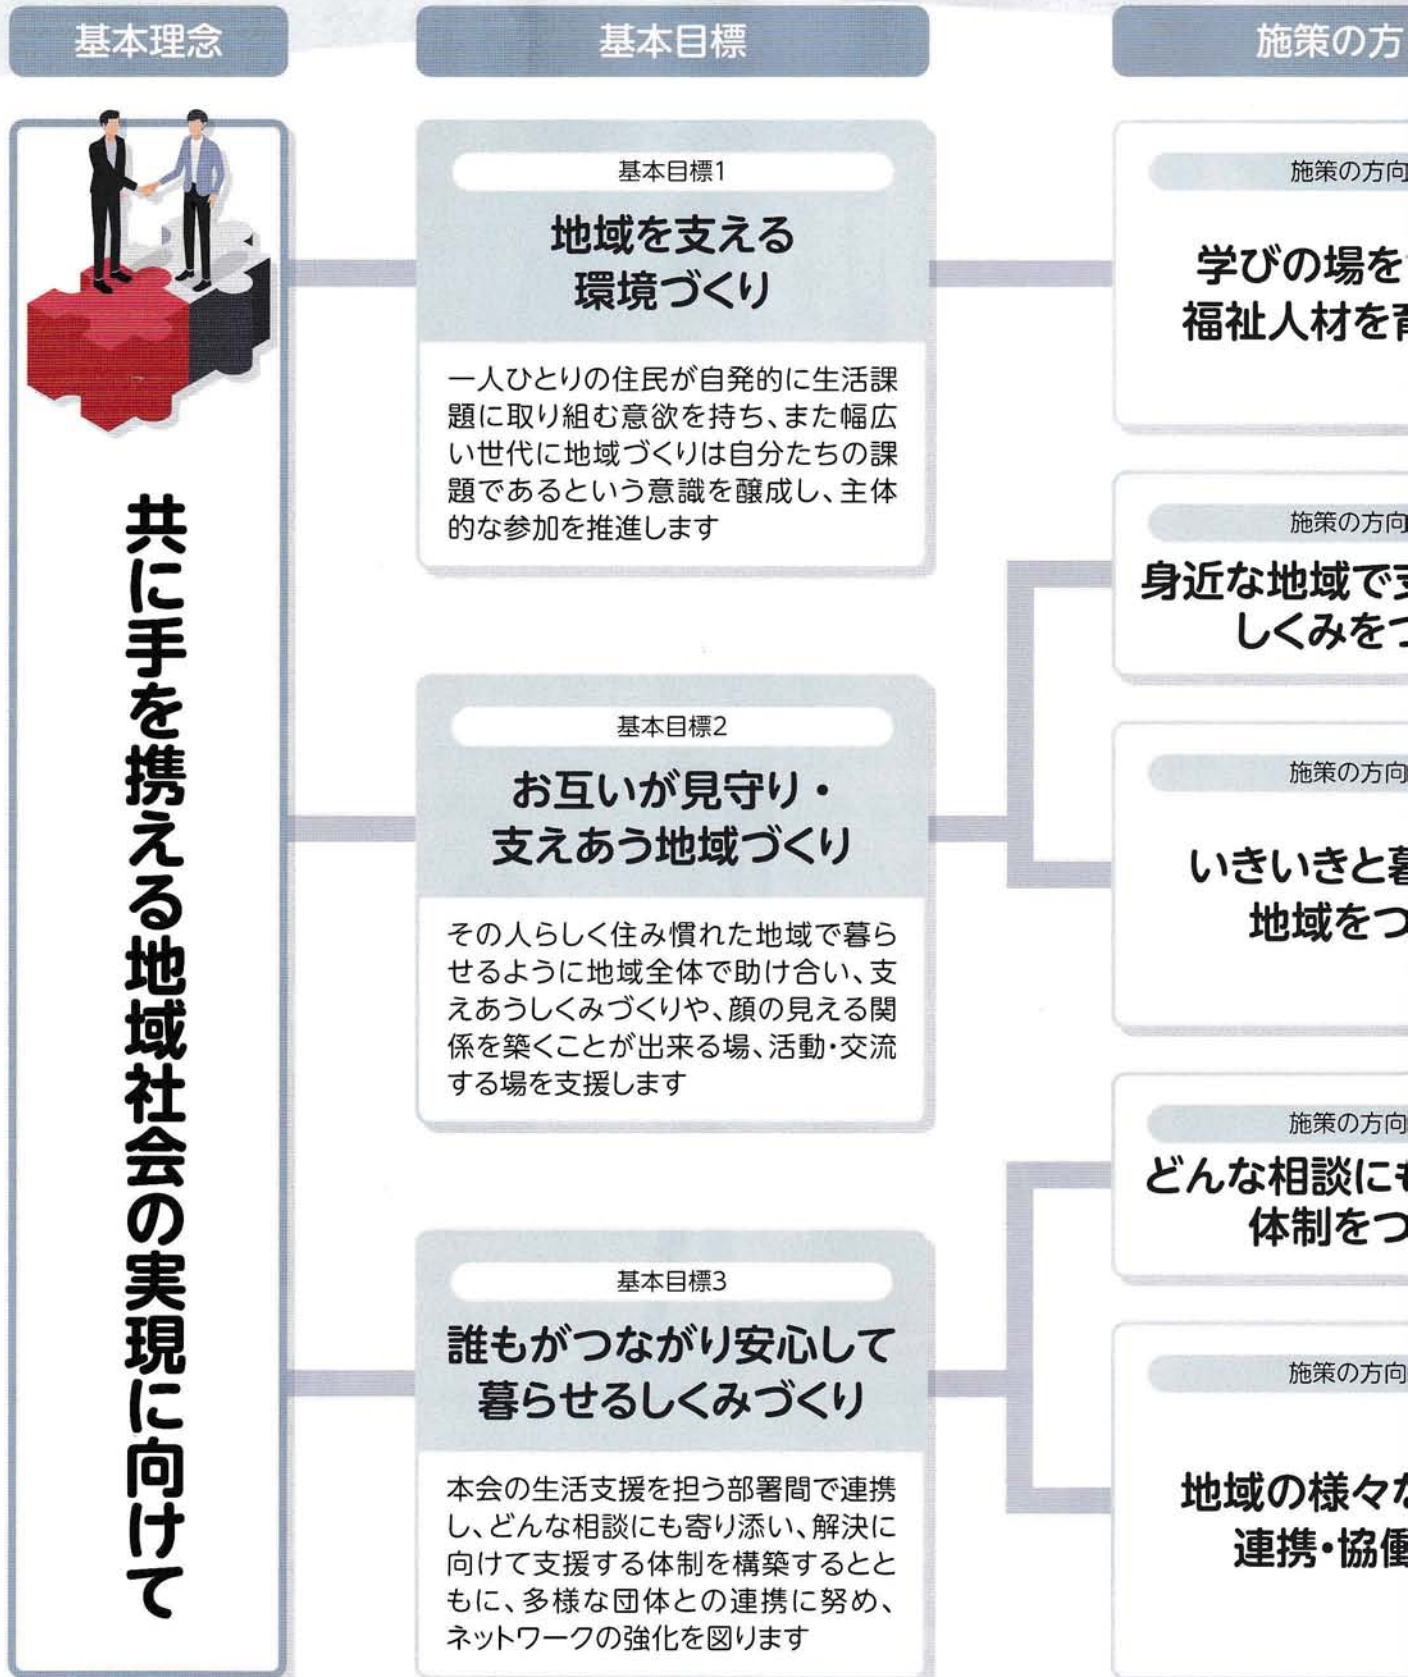 基本理念
基本目標
施策の方
共に手を携える地域社会の実現に向けて
基本目標1
地域を支える
環境づくり
一人ひとりの住民が自発的に生活課
題に取り組む意欲を持ち、また幅広
い世代に地域づくりは自分たちの課
題であるという意識を醸成し、主体
的な参加を推進します
基本目標2
お互いが見守り・
支えあう地域づくり
その人らしく住み慣れた地域で暮ら
せるように地域全体で助け合い、支
えあうしくみづくりや、顔の見える関
係を築くことが出来る場、活動・交流
する場を支援します
基本目標3
誰もがつながり安心して
暮らせるしくみづくり
本会の生活支援を担う部署間で連携
し、どんな相談にも寄り添い、解決に
向けて支援する体制を構築するとと
もに、多様な団体との連携に努め、
ネットワークの強化を図ります
施策の方向
学びの場を
福祉人材を
施策の方向
身近な地域で支
しくみをつ
施策の方向
いきいきと暮
地域をつ
施策の方向
どんな相談にも
体制をつ
施策の方向
地域の様々な
連携・協働